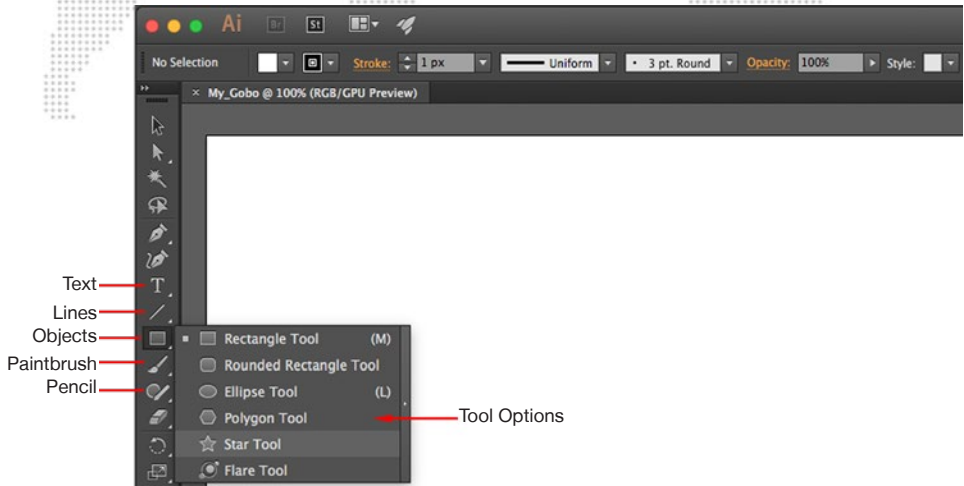 Ai Br St
No Selection Stroke: 1 px Uniform 3 pt. Round Opacity: 100% Style:
× My_Gobo @ 100% (RGB/GPU Preview)
Text
T
Lines
Objects
Rectangle Tool (M)
Paintbrush
Rounded Rectangle Tool
Pencil
Ellipse Tool (L)
Polygon Tool
Tool Options
Star Tool
Flare Tool